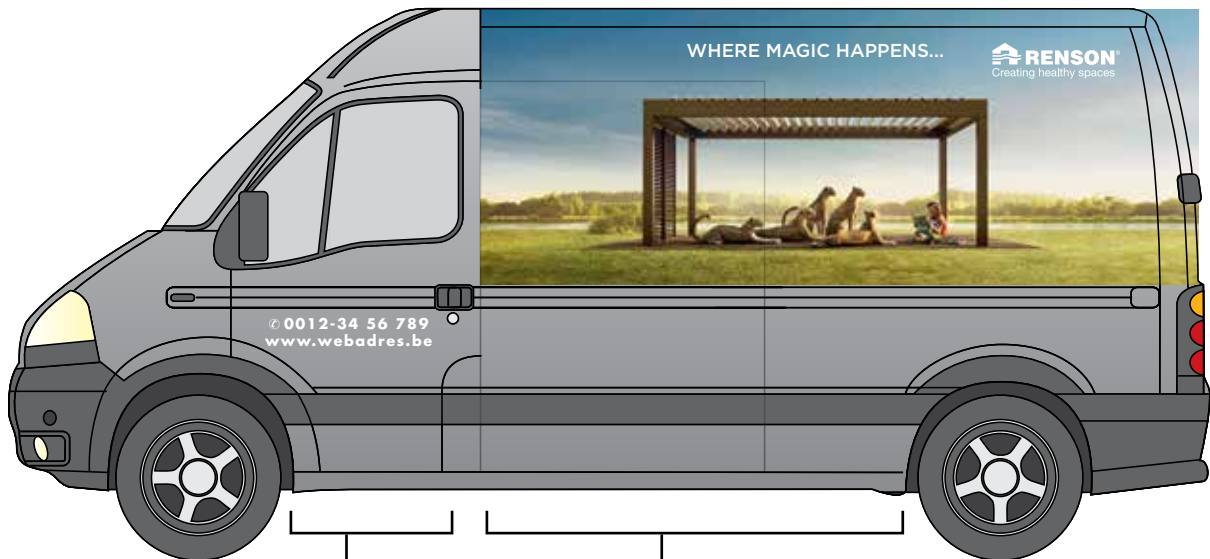 WHERE MAGIC HAPPENS...
RENSON®
Creating healthy spaces
✆ 0012-34 56 789
www.webadres.be